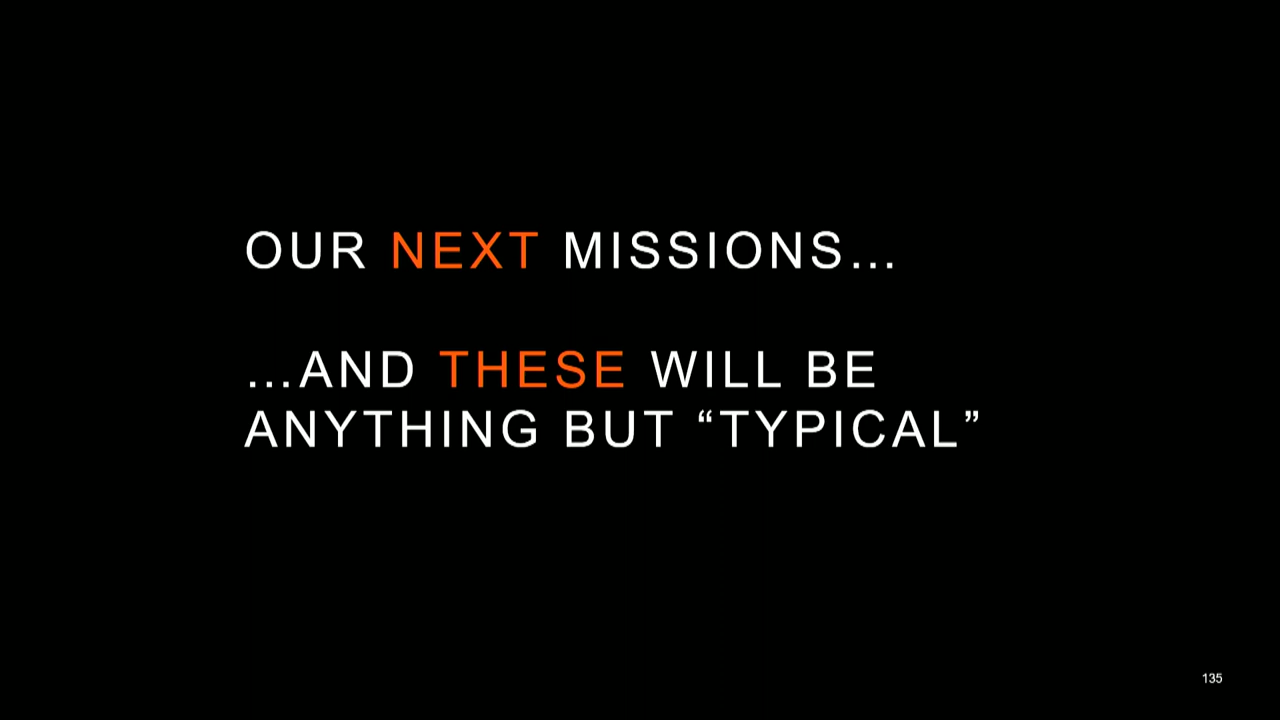 OUR NEXT MISSIONS…
…AND THESE WILL BE
ANYTHING BUT “TYPICAL”
135